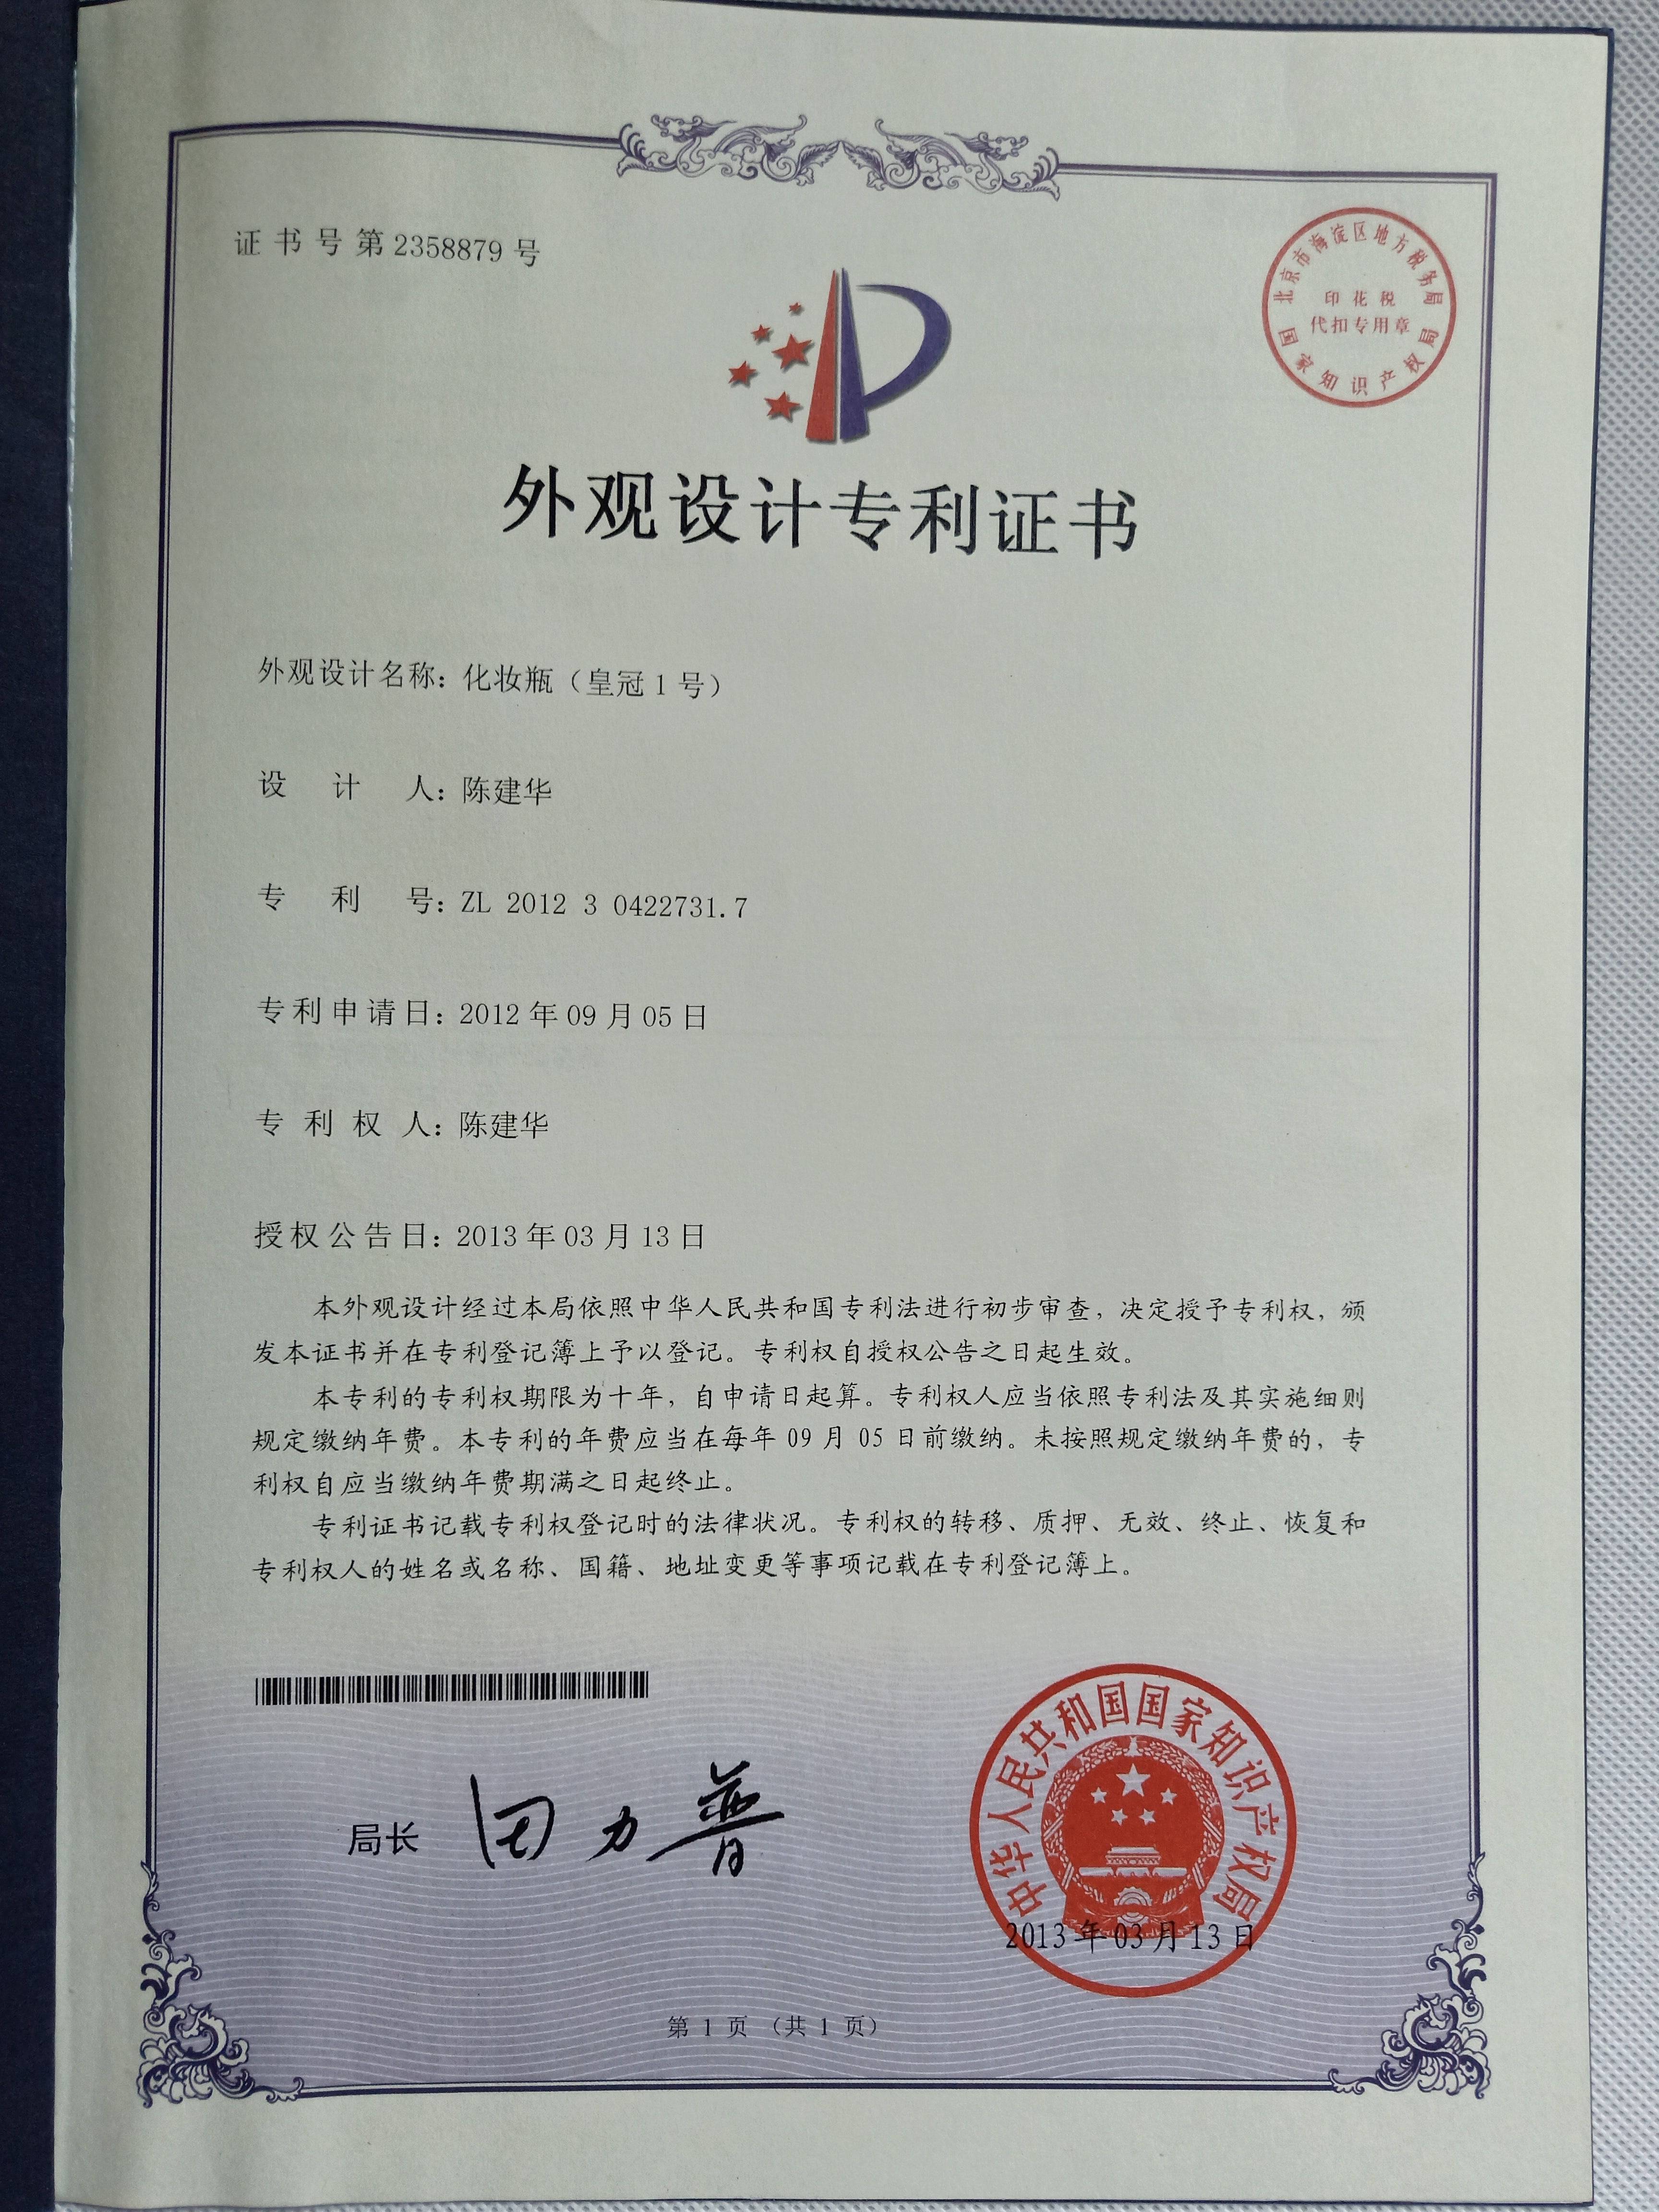 证书号第2358879号
北京市海淀区地方税务局
印花税
代扣专用章
国家知识产权局
外观设计专利证书
外观设计名称：化妆瓶（皇冠1号）
设计人：陈建华
专利号：ZL 2012 3 0422731.7
专利申请日：2012年09月05日
专利权人：陈建华
授权公告日：2013年03月13日
本外观设计经过本局依照中华人民共和国专利法进行初步审查，决定授予专利权，颁
发本证书并在专利登记簿上予以登记。专利权自授权公告之日起生效。
本专利的专利权期限为十年，自申请日起算。专利权人应当依照专利法及其实施细则
规定缴纳年费。本专利的年费应当在每年 09 月 05 日前缴纳。未按照规定缴纳年费的，专
利权自应当缴纳年费期满之日起终止。
专利证书记载专利权登记时的法律状况。专利权的转移、质押、无效、终止、恢复和
专利权人的姓名或名称、国籍、地址变更等事项记载在专利登记簿上。
局长 田力普
中华人民共和国国家知识产权局
2013年03月13日
第 1 页 （共 1 页）